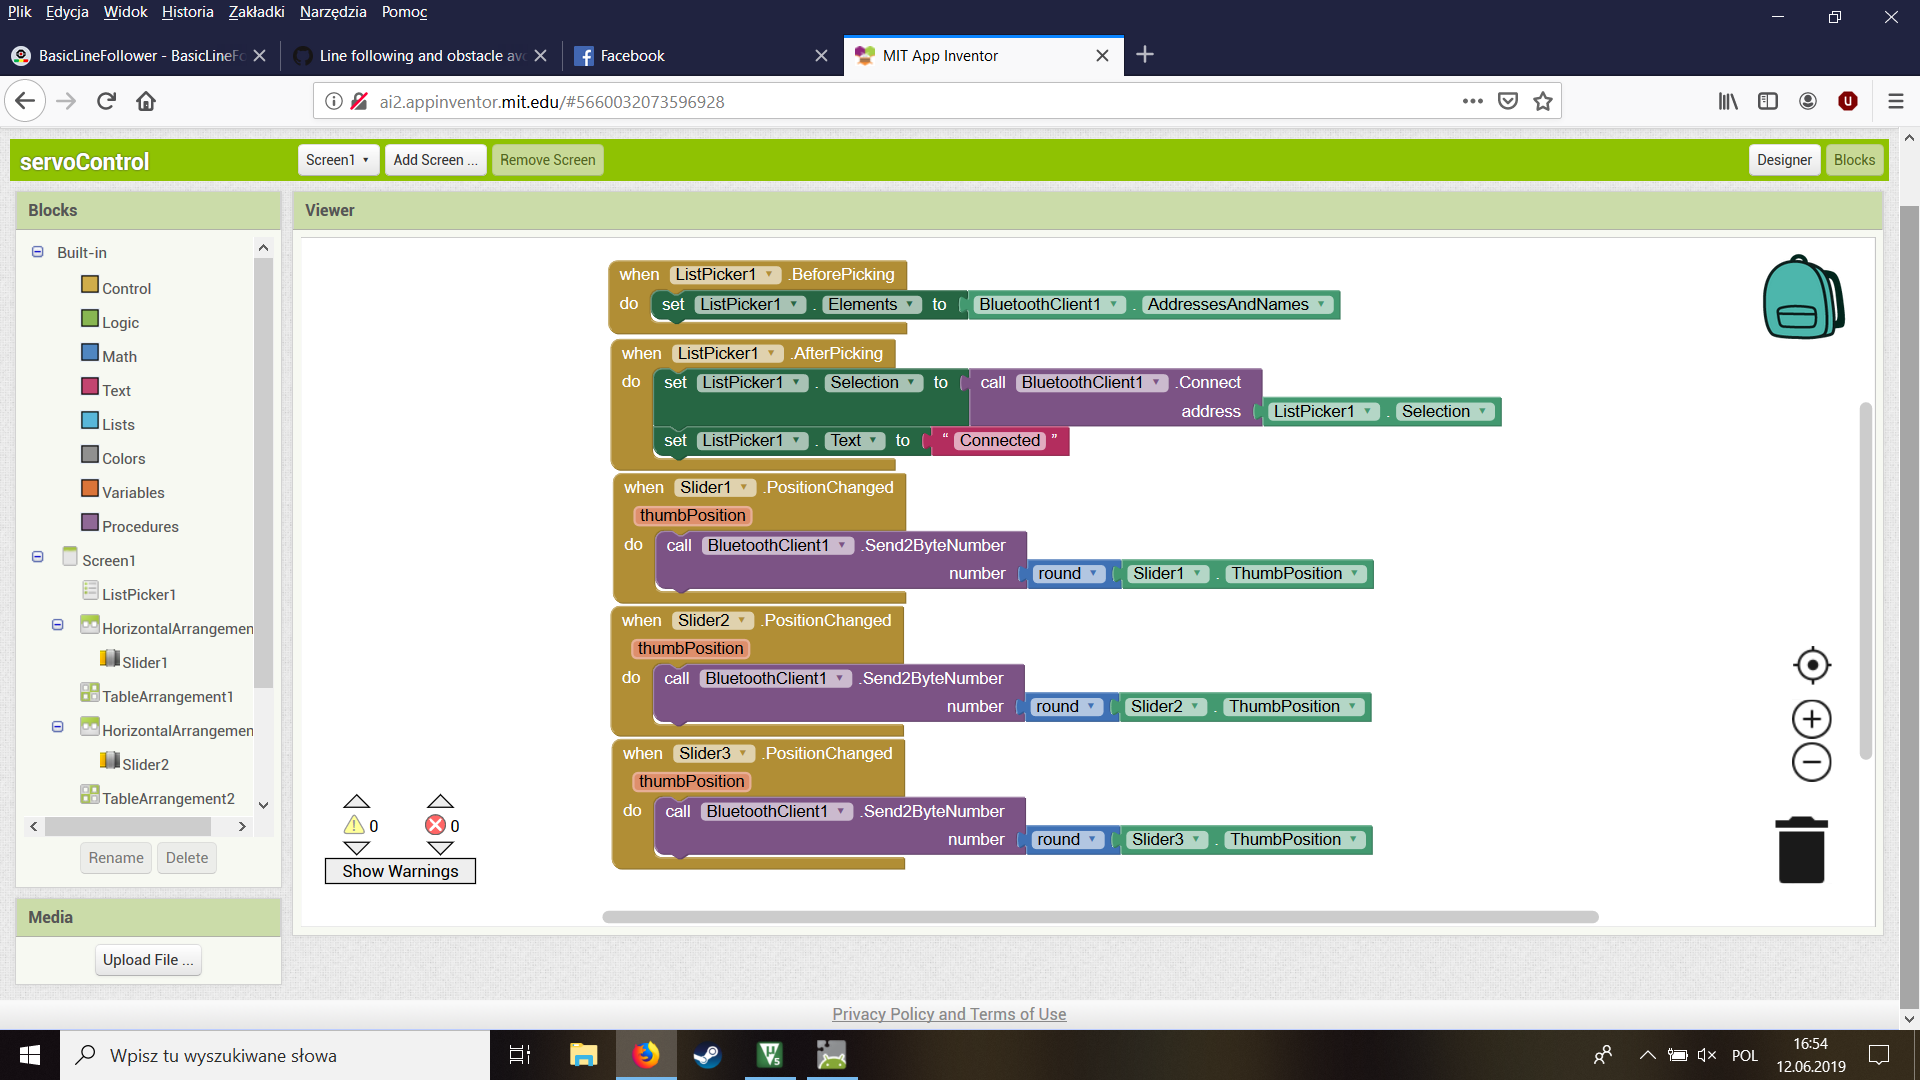 Plik Edycja Widok Historia Zakładki Narzędzia Pomoc
BasicLineFollower - BasicLineFo
Line following and obstacle avo
Facebook
MIT App Inventor
ai2.appinventor.mit.edu/#5660032073596928
servoControl
Screen1
Add Screen ...
Remove Screen
Designer
Blocks
Blocks
Built-in
Control
Logic
Math
Text
Lists
Colors
Variables
Procedures
Screen1
ListPicker1
HorizontalArrangemen
Slider1
TableArrangement1
HorizontalArrangemen
Slider2
TableArrangement2
Rename
Delete
Media
Upload File ...
Viewer
when ListPicker1 .BeforePicking
do set ListPicker1 . Elements to BluetoothClient1 . AddressesAndNames
when ListPicker1 .AfterPicking
do set ListPicker1 . Selection to call BluetoothClient1 .Connect
address ListPicker1 . Selection
set ListPicker1 . Text to “ Connected ”
when Slider1 .PositionChanged
thumbPosition
do call BluetoothClient1 .Send2ByteNumber
number round Slider1 . ThumbPosition
when Slider2 .PositionChanged
thumbPosition
do call BluetoothClient1 .Send2ByteNumber
number round Slider2 . ThumbPosition
when Slider3 .PositionChanged
thumbPosition
do call BluetoothClient1 .Send2ByteNumber
number round Slider3 . ThumbPosition
0 0
Show Warnings
Privacy Policy and Terms of Use
Wpisz tu wyszukiwane słowa
POL
16:54
12.06.2019